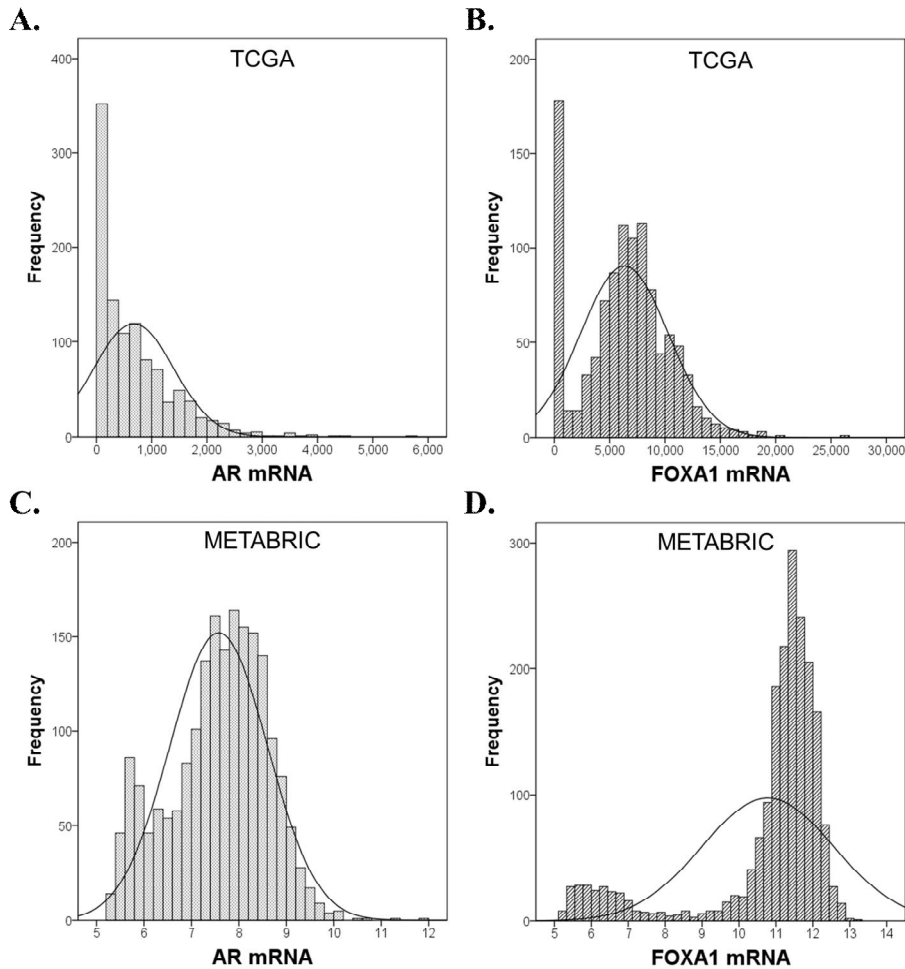 A.
TCGA
400
300
200
100
0
Frequency
0
1,000
2,000
3,000
4,000
5,000
6,000
AR mRNA
B.
TCGA
200
150
100
50
0
Frequency
0
5,000
10,000
15,000
20,000
25,000
30,000
FOXA1 mRNA
C.
METABRIC
200
150
100
50
0
Frequency
5 6 7 8 9 10 11 12
AR mRNA
D.
METABRIC
300
200
100
0
Frequency
5 6 7 8 9 10 11 12 13 14
FOXA1 mRNA